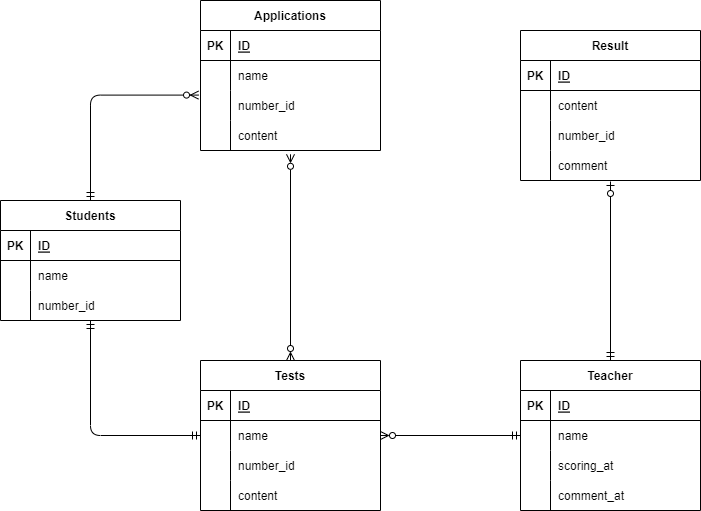 Applications
PK ID
name
number_id
content
Result
PK ID
content
number_id
comment
Students
PK ID
name
number_id
Tests
PK ID
name
number_id
content
Teacher
PK ID
name
scoring_at
comment_at